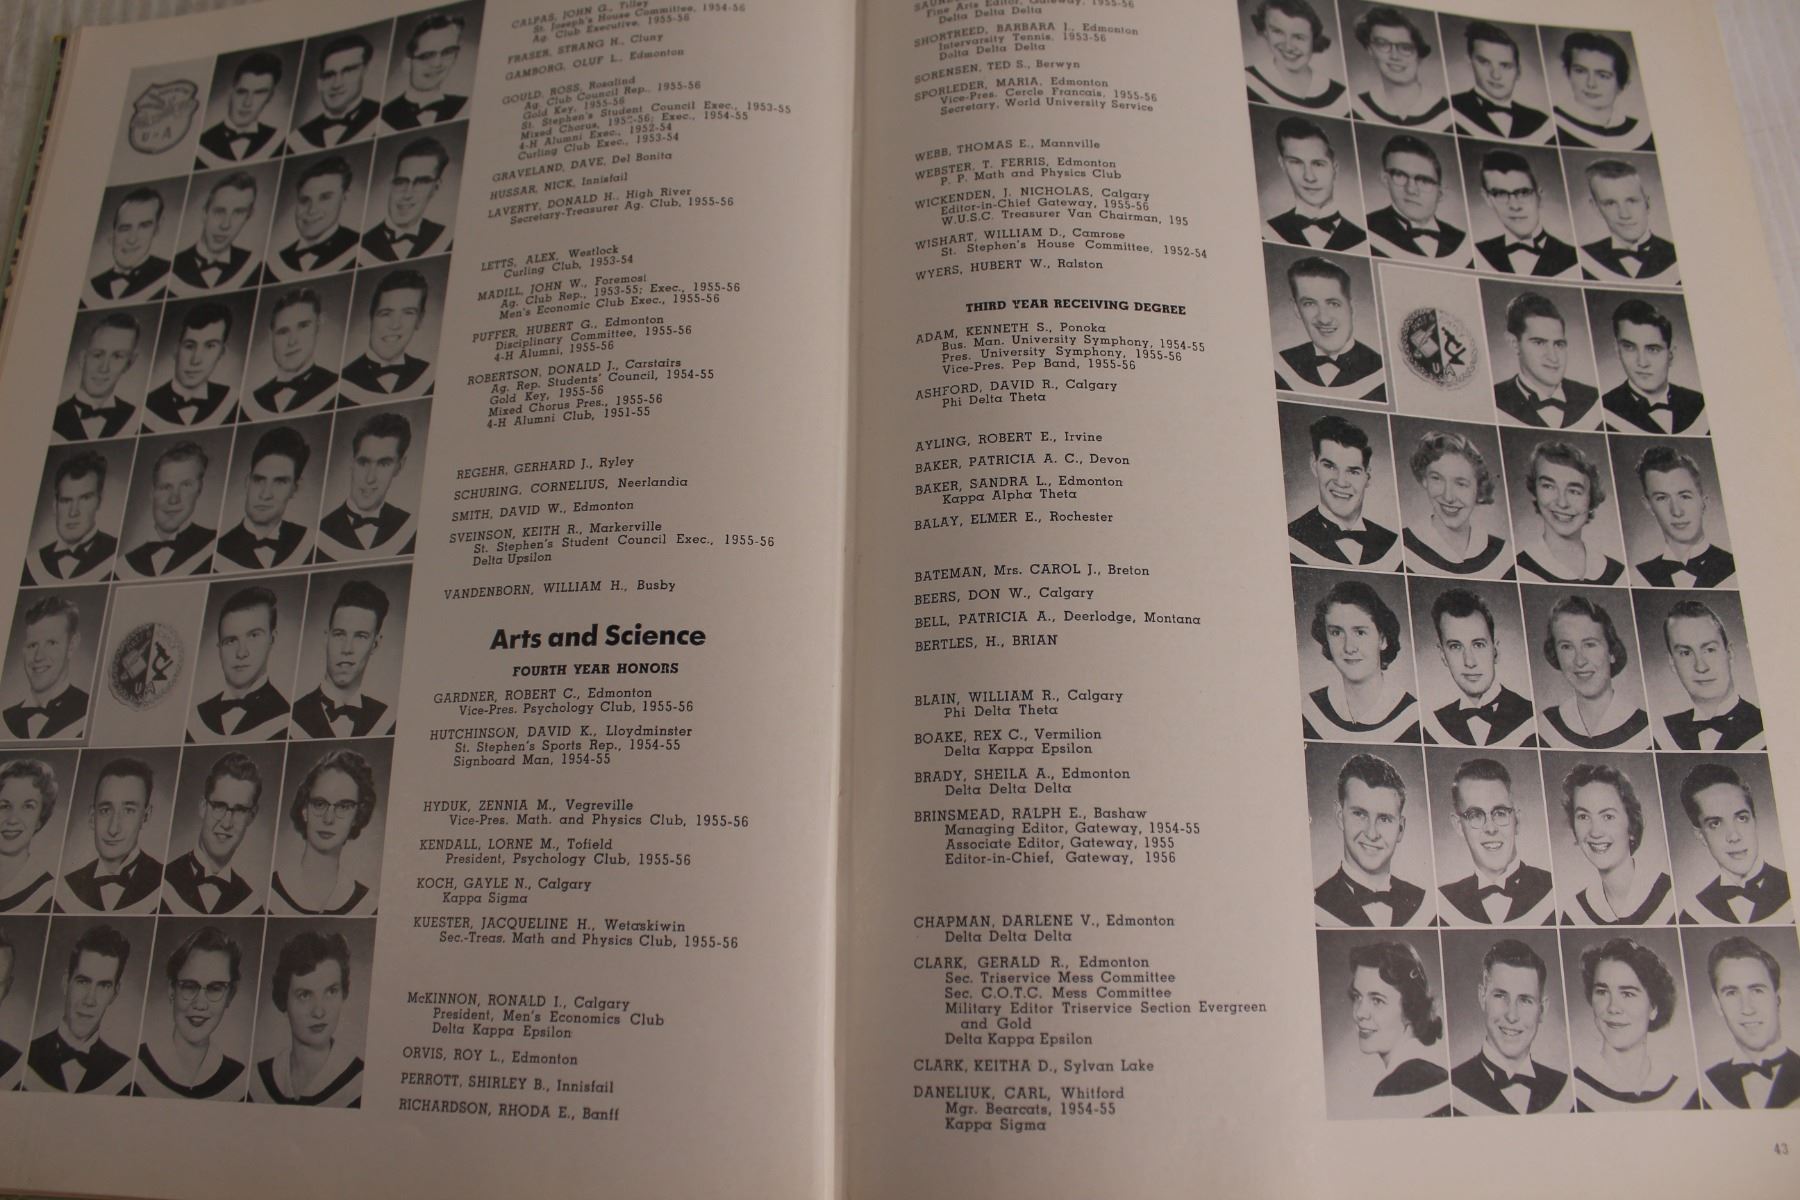 CALPAS, JOHN G., Tilley
St. Joseph's House Committee, 1954-56
Ag. Club Executive, 1955-56
FRASER, STRANG H., Cluny
GAMBORG, OLUF L., Edmonton
GOULD, ROSS, Rosalind
Ag. Club Council Rep., 1955-56
Gold Key, 1955-56
St. Stephen's Student Council Exec., 1953-55
Mixed Chorus, 1952-56; Exec., 1954-55
4-H Alumni Exec., 1952-54
Curling Club Exec., 1953-54
GRAVELAND, DAVE, Del Bonita
HUSSAR, NICK, Innisfail
LAVERTY, DONALD H., High River
Secretary-Treasurer Ag. Club, 1955-56
LETTS, ALEX, Westlock
Curling Club, 1953-54
MADILL, JOHN W., Foremost
Ag. Club Rep., 1953-55; Exec., 1955-56
Men's Economic Club Exec., 1955-56
PUFFER, HUBERT G., Edmonton
Disciplinary Committee, 1955-56
4-H Alumni, 1955-56
ROBERTSON, DONALD J., Carstairs
Ag. Rep. Students' Council, 1954-55
Gold Key, 1955-56
Mixed Chorus Pres., 1955-56
4-H Alumni Club, 1951-55
REGEHR, GERHARD J., Ryley
SCHURING, CORNELIUS, Neerlandia
SMITH, DAVID W., Edmonton
SVEINSON, KEITH R., Markerville
St. Stephen's Student Council Exec., 1955-56
Delta Upsilon
VANDENBORN, WILLIAM H., Busby
Arts and Science
FOURTH YEAR HONORS
GARDNER, ROBERT C., Edmonton
Vice-Pres. Psychology Club, 1955-56
HUTCHINSON, DAVID K., Lloydminster
St. Stephen's Sports Rep., 1954-55
Signboard Man, 1954-55
HYDUK, ZENNIA M., Vegreville
Vice-Pres. Math. and Physics Club, 1955-56
KENDALL, LORNE M., Tofield
President, Psychology Club, 1955-56
KOCH, GAYLE N., Calgary
Kappa Sigma
KUESTER, JACQUELINE H., Wetaskiwin
Sec.-Treas. Math and Physics Club, 1955-56
McKINNON, RONALD I., Calgary
President, Men's Economics Club
Delta Kappa Epsilon
ORVIS, ROY L., Edmonton
PERROTT, SHIRLEY B., Innisfail
RICHARDSON, RHODA E., Banff
Fine Arts Editor, Gateway, 1955-56
Delta Delta Delta
SHORTREED, BARBARA J., Edmonton
Intervarsity Tennis, 1953-56
Delta Delta Delta
SORENSEN, TED S., Berwyn
SPORLEDER, MARIA, Edmonton
Vice-Pres. Cercle Francais, 1955-56
Secretary, World University Service
WEBB, THOMAS E., Mannville
WEBSTER, T. FERRIS, Edmonton
P. P. Math and Physics Club
WICKENDEN, J. NICHOLAS, Calgary
Editor-in-Chief Gateway, 1955-56
W.U.S.C. Treasurer Van Chairman, 195
WISHART, WILLIAM D., Camrose
St. Stephen's House Committee, 1952-54
WYERS, HUBERT W., Ralston
THIRD YEAR RECEIVING DEGREE
ADAM, KENNETH S., Ponoka
Bus. Man. University Symphony, 1954-55
Pres. University Symphony, 1955-56
Vice-Pres. Pep Band, 1955-56
ASHFORD, DAVID R., Calgary
Phi Delta Theta
AYLING, ROBERT E., Irvine
BAKER, PATRICIA A. C., Devon
BAKER, SANDRA L., Edmonton
Kappa Alpha Theta
BALAY, ELMER E., Rochester
BATEMAN, Mrs. CAROL J., Breton
BEERS, DON W., Calgary
BELL, PATRICIA A., Deerlodge, Montana
BERTLES, H., BRIAN
BLAIN, WILLIAM R., Calgary
Phi Delta Theta
BOAKE, REX C., Vermilion
Delta Kappa Epsilon
BRADY, SHEILA A., Edmonton
Delta Delta Delta
BRINSMEAD, RALPH E., Bashaw
Managing Editor, Gateway, 1954-55
Associate Editor, Gateway, 1955
Editor-in-Chief, Gateway, 1956
CHAPMAN, DARLENE V., Edmonton
Delta Delta Delta
CLARK, GERALD R., Edmonton
Sec. Triservice Mess Committee
Sec. C.O.T.C. Mess Committee
Military Editor Triservice Section Evergreen
and Gold
Delta Kappa Epsilon
CLARK, KEITHA D., Sylvan Lake
DANELIUK, CARL, Whitford
Mgr. Bearcats, 1954-55
Kappa Sigma
43